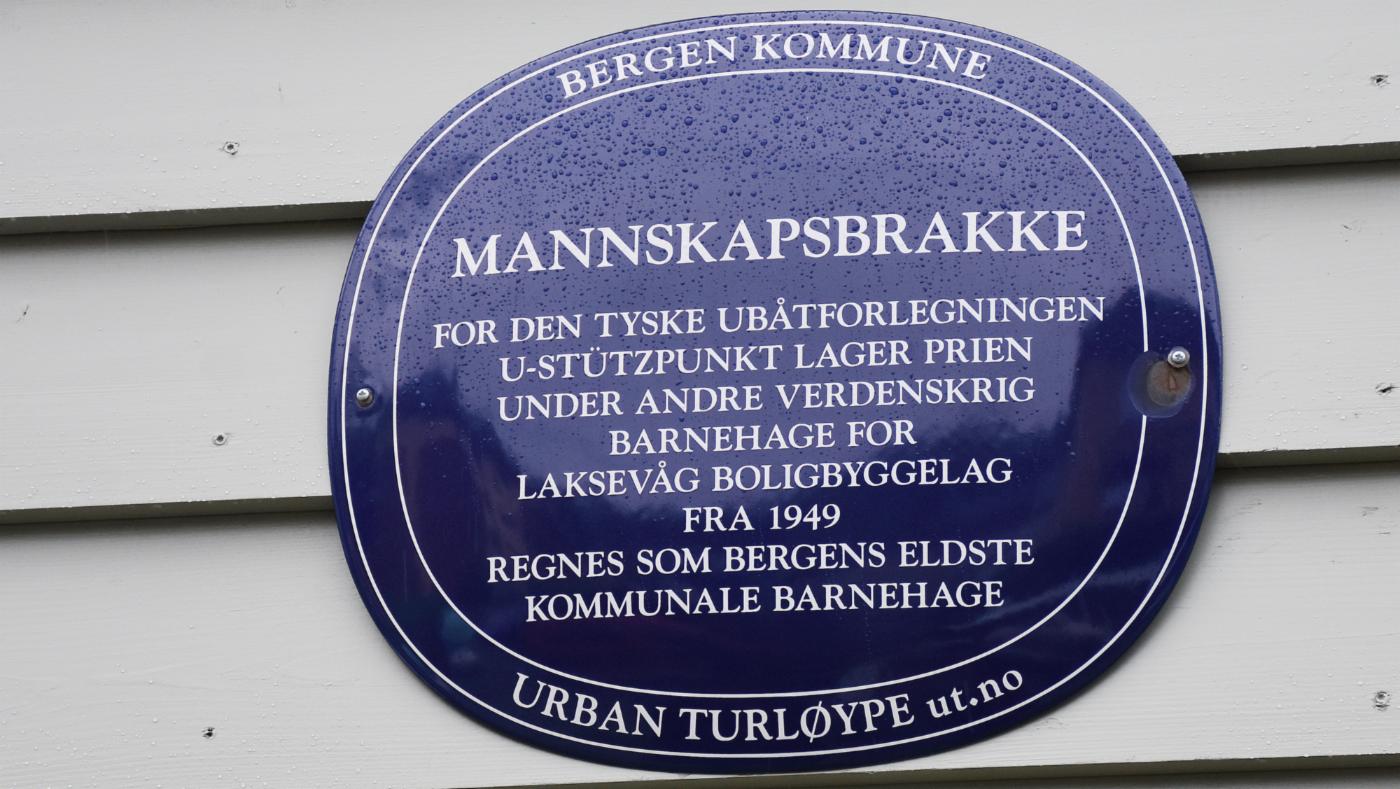 BERGEN KOMMUNE
MANNSKAPSBRAKKE
FOR DEN TYSKE UBÅTFORLEGNINGEN
U-STÜTZPUNKT LAGER PRIEN
UNDER ANDRE VERDENSKRIG
BARNEHAGE FOR
LAKSEVÅG BOLIGBYGGELAG
FRA 1949
REGNES SOM BERGENS ELDSTE
KOMMUNALE BARNEHAGE
URBAN TURLØYPE ut.no